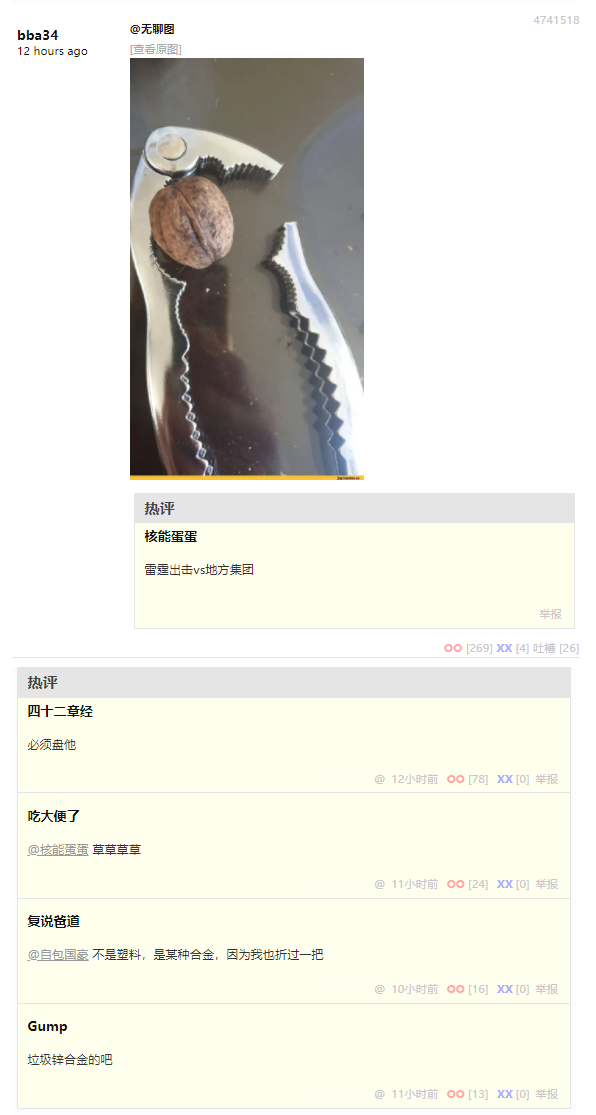 4741518
bba34
12 hours ago
@无聊图
[查看原图]
热评
核能蛋蛋
雷霆出击vs地方集团
举报
OO [269] XX [4] 吐槽 [26]
热评
四十二章经
必须盘他
@ 12小时前 OO [78] XX [0] 举报
吃大便了
@核能蛋蛋 草草草草
@ 11小时前 OO [24] XX [0] 举报
复说爸道
@自包国豪 不是塑料，是某种合金，因为我也折过一把
@ 10小时前 OO [16] XX [0] 举报
Gump
垃圾锌合金的吧
@ 11小时前 OO [13] XX [0] 举报